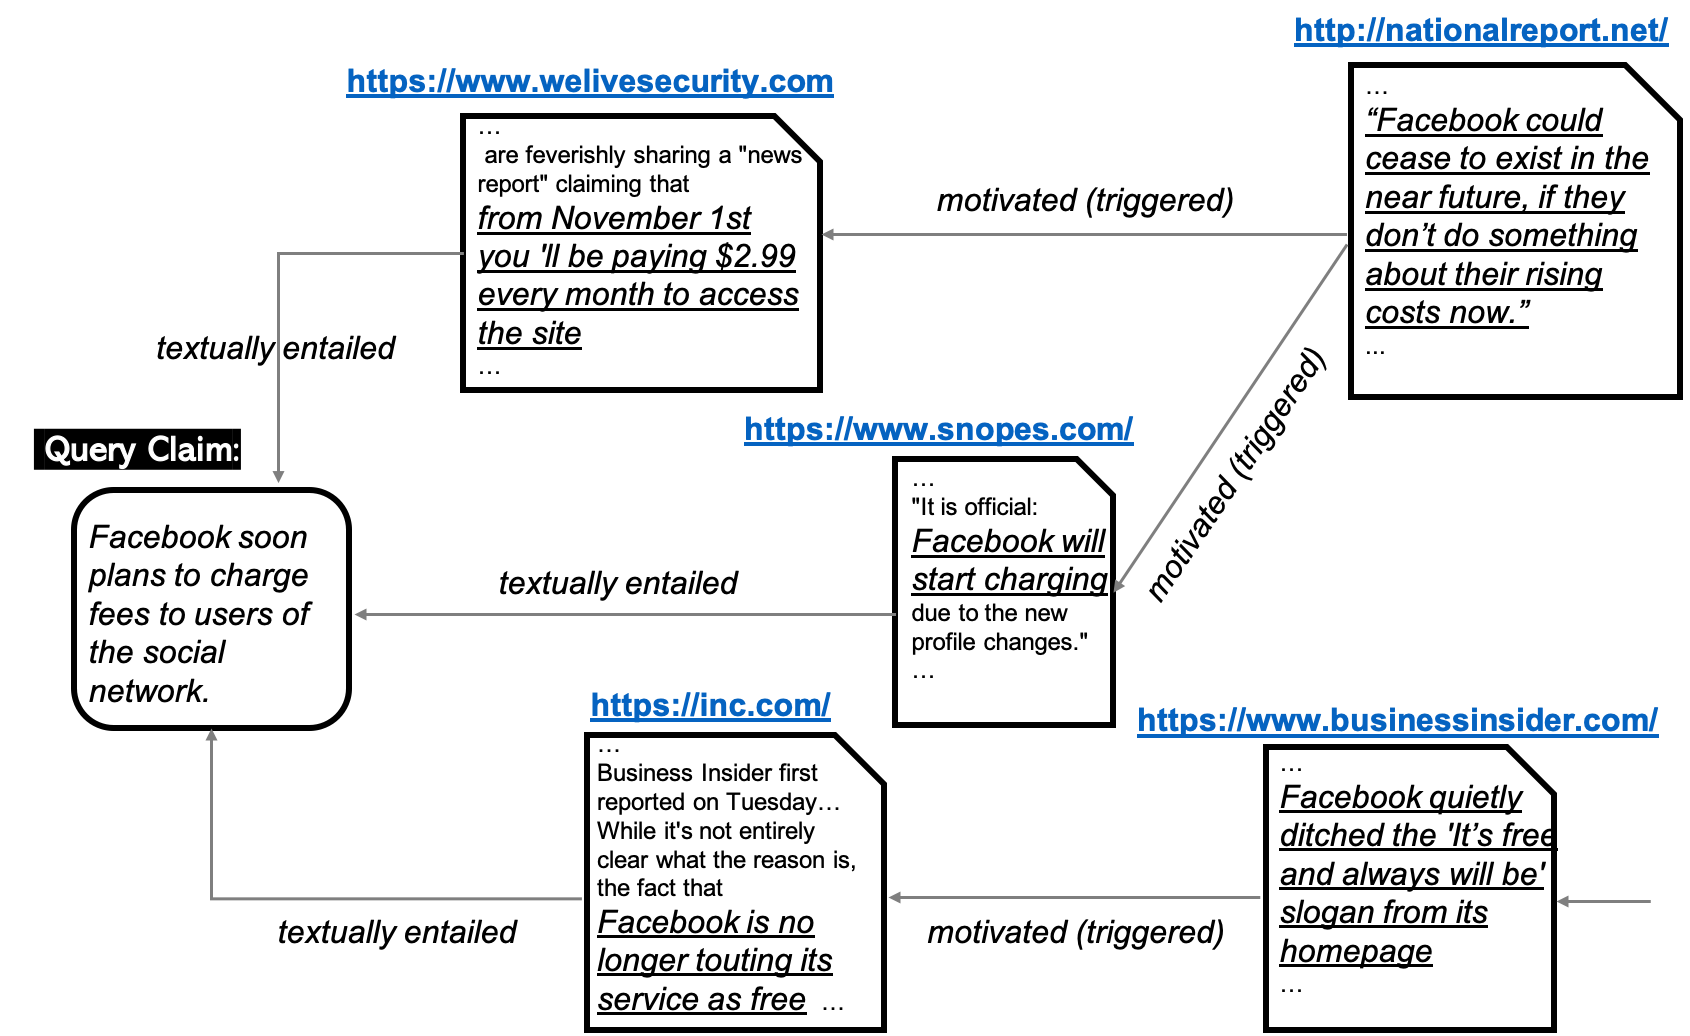 http://nationalreport.net/
https://www.welivesecurity.com
…
are feverishly sharing a "news
report" claiming that
from November 1st
you 'll be paying $2.99
every month to access
the site
…
motivated (triggered)
…
“Facebook could
cease to exist in the
near future, if they
don’t do something
about their rising
costs now.”
...
textually entailed
motivated (triggered)
https://www.snopes.com/
…
"It is official:
Facebook will
start charging
due to the new
profile changes."
…
Query Claim:
Facebook soon
plans to charge
fees to users of
the social
network.
textually entailed
https://inc.com/
…
Business Insider first
reported on Tuesday…
While it's not entirely
clear what the reason is,
the fact that
Facebook is no
longer touting its
service as free …
textually entailed
motivated (triggered)
https://www.businessinsider.com/
…
Facebook quietly
ditched the 'It’s free
and always will be'
slogan from its
homepage
…